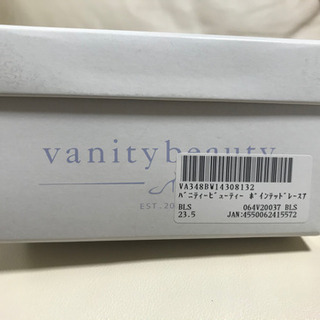 vanitybeauty
EST.20
VA348BW14308132
ﾊﾞﾆﾃｨｰﾋﾞｭｰﾃｨｰ ﾎﾟｲﾝﾃｯﾄﾞﾚｰｽｱ
BLS 064V20037 BLS
23.5 JAN:4550062415572